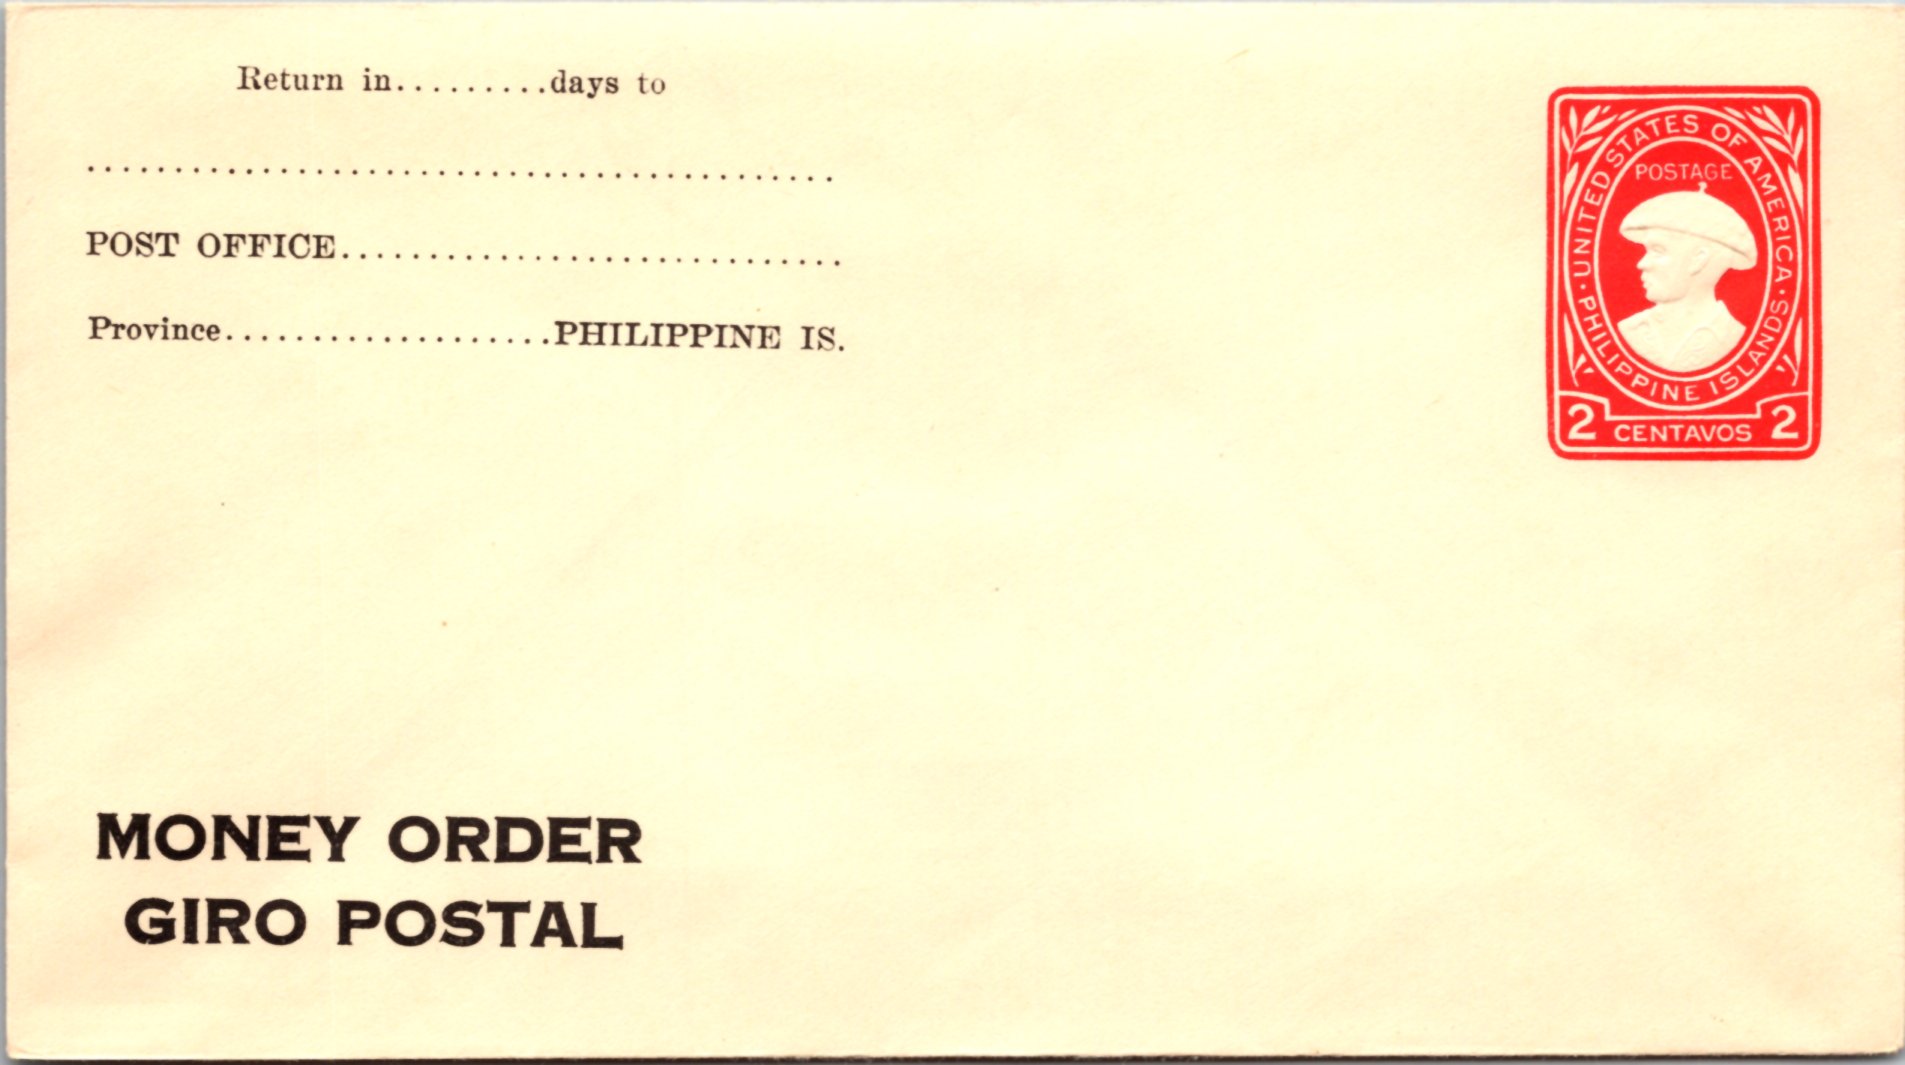 Return in.........days to
...........................................
POST OFFICE.............................
Province...................PHILIPPINE IS.
UNITED STATES OF AMERICA
POSTAGE
· PHILIPPINE ISLANDS ·
2 CENTAVOS 2
MONEY ORDER
GIRO POSTAL